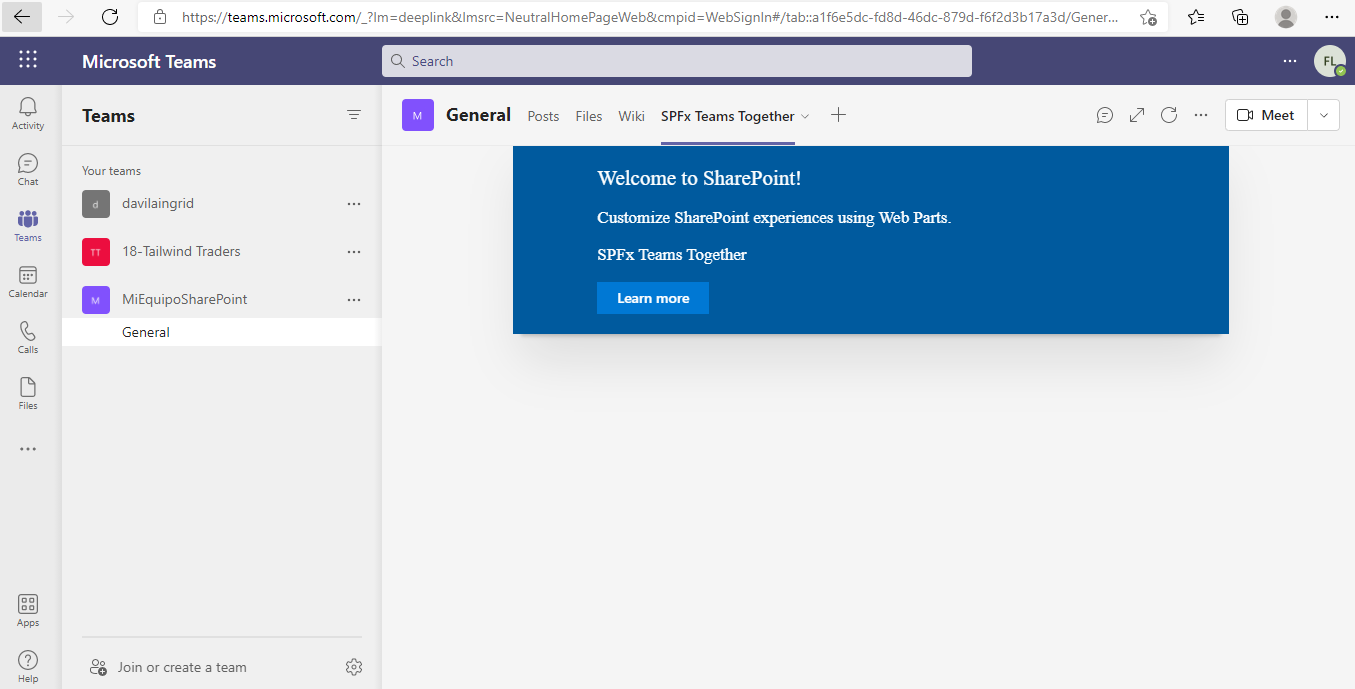 https://teams.microsoft.com/_?lm=deeplink&lmsrc=NeutralHomePageWeb&cmpid=WebSignIn#/tab::a1f6e5dc-fd8d-46dc-879d-f6f2d3b17a3d/Gener...
Microsoft Teams
Search
FL
Activity
Chat
Teams
Calendar
Calls
Files
Apps
Help
Teams
Your teams
d davilaingrid
TT 18-Tailwind Traders
M MiEquipoSharePoint
General
Join or create a team
M General Posts Files Wiki SPFx Teams Together
Meet
Welcome to SharePoint!
Customize SharePoint experiences using Web Parts.
SPFx Teams Together
Learn more